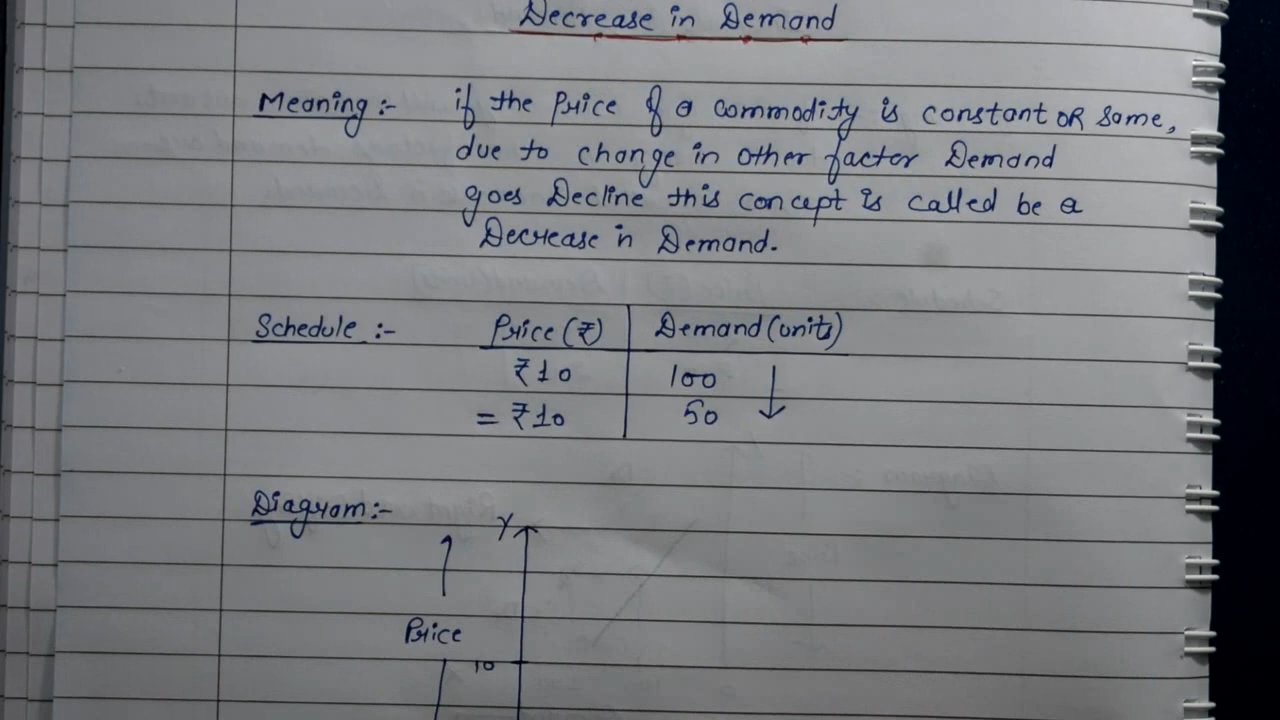 Decrease in Demand
Meaning :- if the Price of a commodity is constant OR same,
due to change in other factor Demand
goes Decline this concept is called be a
Decrease in Demand.
Schedule :- Price (₹) Demand (units)
₹10 100
= ₹10 50
Diagram :-
Y
Price
10